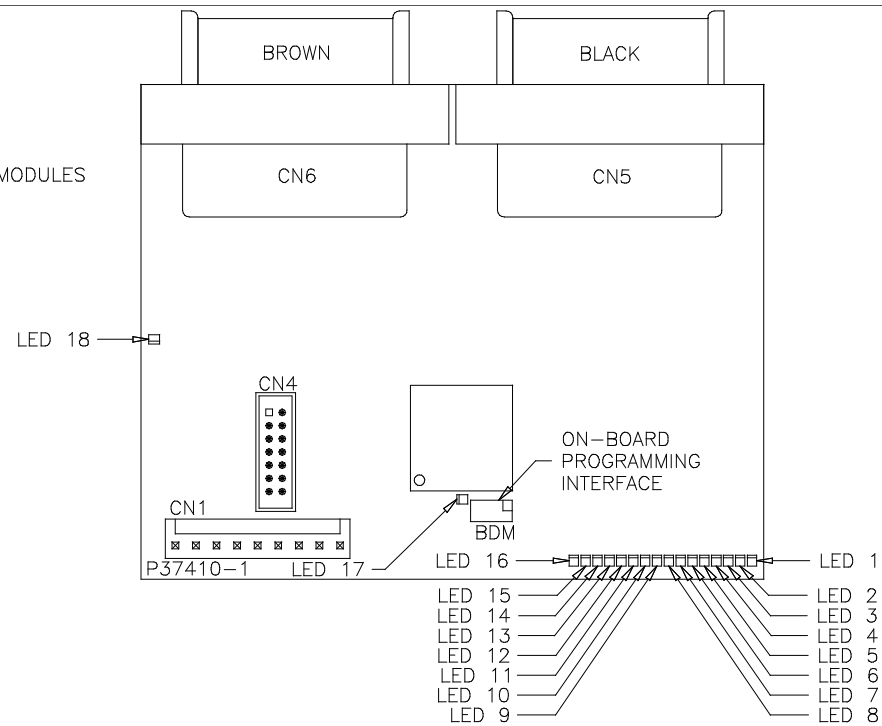 BROWN
BLACK
MODULES
CN6
CN5
LED 18
CN4
ON-BOARD
PROGRAMMING
INTERFACE
CN1
BDM
P37410-1
LED 17
LED 16
LED 1
LED 15
LED 2
LED 14
LED 3
LED 13
LED 4
LED 12
LED 5
LED 11
LED 6
LED 10
LED 7
LED 9
LED 8